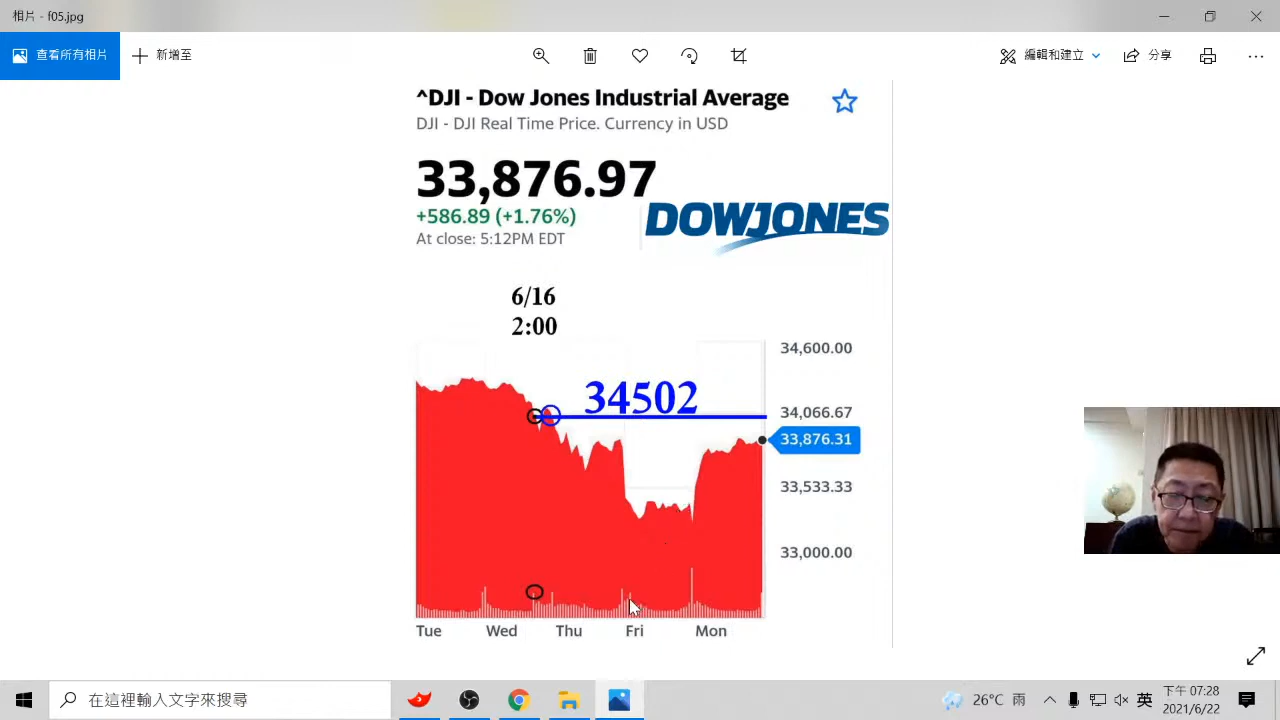 相片 - f05.jpg
查看所有相片
新增至
編輯和建立
分享
^DJI - Dow Jones Industrial Average
DJI - DJI Real Time Price. Currency in USD
33,876.97
+586.89 (+1.76%)
At close: 5:12PM EDT
DOWJONES
6/16
2:00
34,600.00
34502
34,066.67
33,876.31
33,533.33
33,000.00
Tue Wed Thu Fri Mon
在這裡輸入文字來搜尋
26°C 雨
英
下午 07:28
2021/6/22